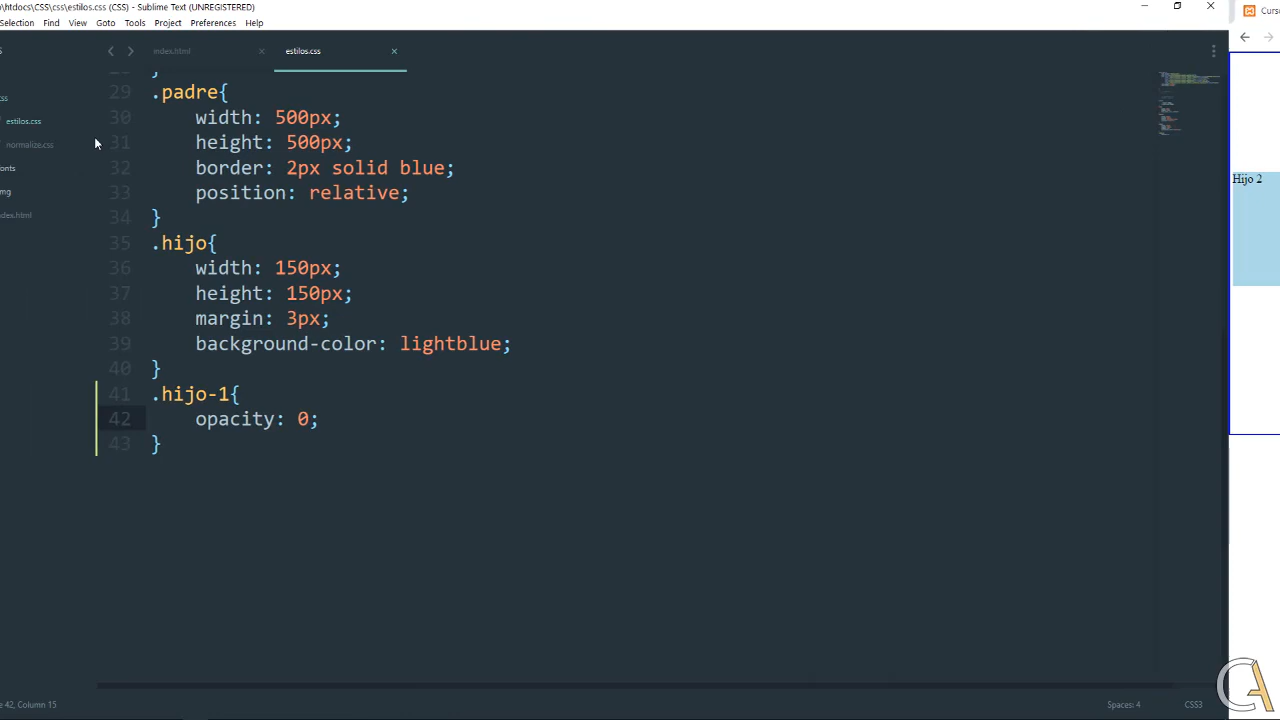 \htdocs\CSS\css\estilos.css (CSS) - Sublime Text (UNREGISTERED)
Selection Find View Goto Tools Project Preferences Help
index.html
estilos.css
Curso
estilos.css
normalize.css
29 .padre{
30 width: 500px;
31 height: 500px;
32 border: 2px solid blue;
33 position: relative;
34 }
35 .hijo{
36 width: 150px;
37 height: 150px;
38 margin: 3px;
39 background-color: lightblue;
40 }
41 .hijo-1{
42 opacity: 0;
43 }
Hijo 2
42, Column 15
Spaces: 4
CSS3